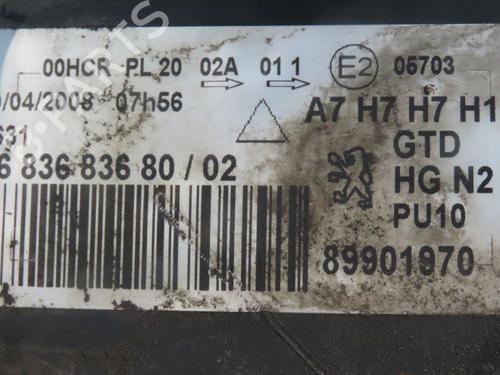 00HCR PL 20 02A 01 1 E2 05703
/04/2008 07h56
A7 H7 H7 H1
631
GTD
6 836 836 80 / 02
HG N2
PU10
89901970